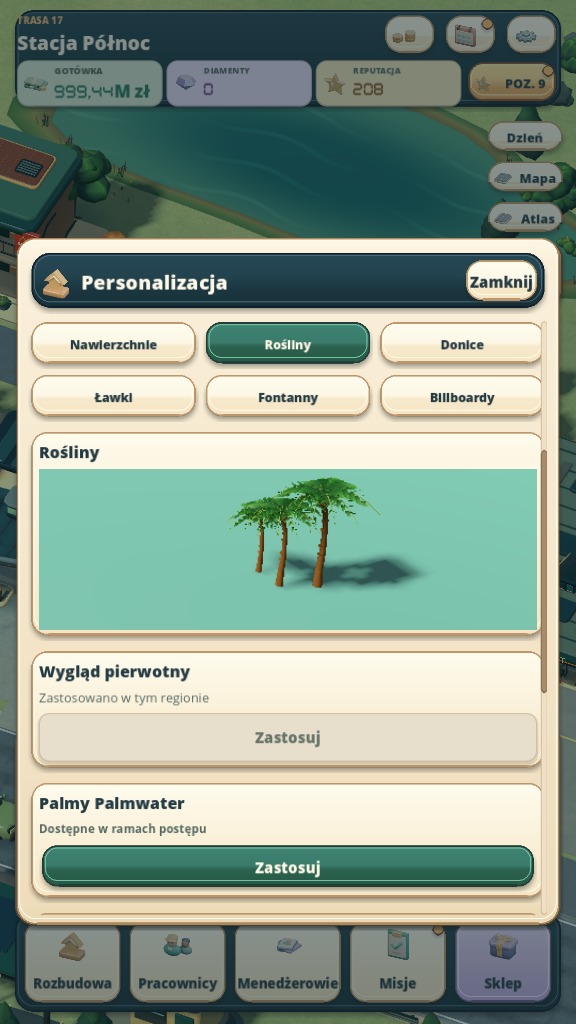 TRASA 17
Stacja Północ
GOTÓWKA
999,44M zł
DIAMENTY
0
REPUTACJA
208
POZ. 9
Dzień
Mapa
Atlas
Personalizacja
Zamknij
Nawierzchnie
Rośliny
Donice
Ławki
Fontanny
Billboardy
Rośliny
Wygląd pierwotny
Zastosowano w tym regionie
Zastosuj
Palmy Palmwater
Dostępne w ramach postępu
Zastosuj
Rozbudowa
Pracownicy
Menedżerowie
Misje
Sklep